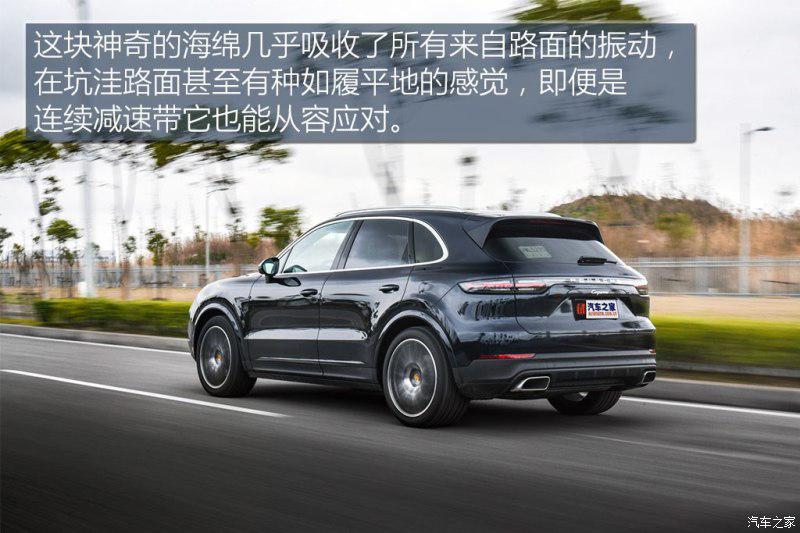 这块神奇的海绵几乎吸收了所有来自路面的振动，
在坑洼路面甚至有种如履平地的感觉，即便是
连续减速带它也能从容应对。
汽车之家
汽车之家